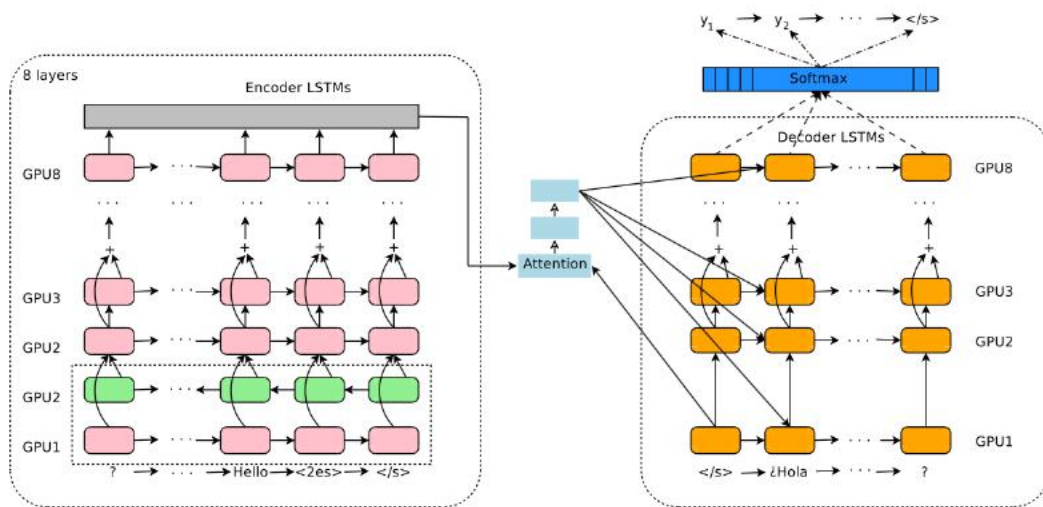 8 layers
Encoder LSTMs
GPU8
...
... ... ... ...
+ + + +
GPU3
...
GPU2
...
GPU2
...
GPU1
...
? ... Hello <2es> </s>
Attention
y1 y2 ... </s>
Softmax
Decoder LSTMs
... GPU8
... ... ...
+ + +
... GPU3
... GPU2
... GPU1
</s> ¿Hola ... ?